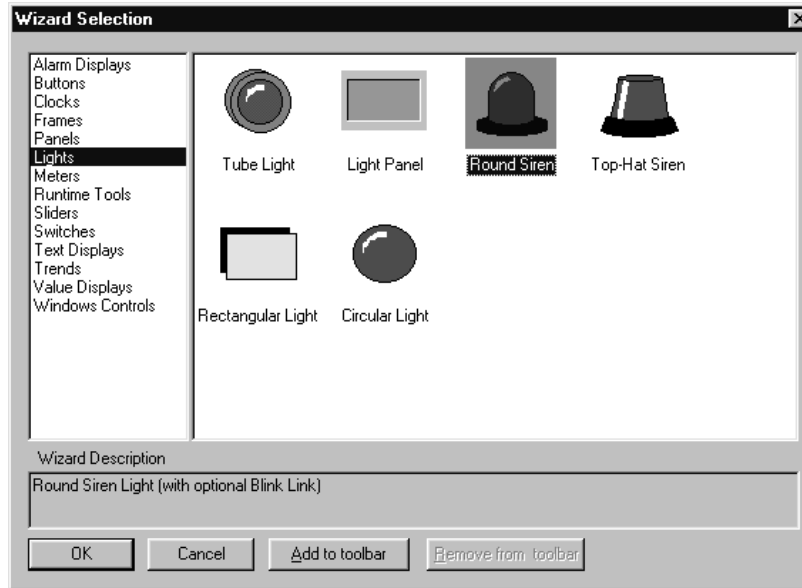 Wizard Selection
Alarm Displays
Buttons
Clocks
Frames
Panels
Lights
Meters
Runtime Tools
Sliders
Switches
Text Displays
Trends
Value Displays
Windows Controls
Tube Light
Light Panel
Round Siren
Top-Hat Siren
Rectangular Light
Circular Light
Wizard Description
Round Siren Light (with optional Blink Link)
OK
Cancel
Add to toolbar
Remove from toolbar